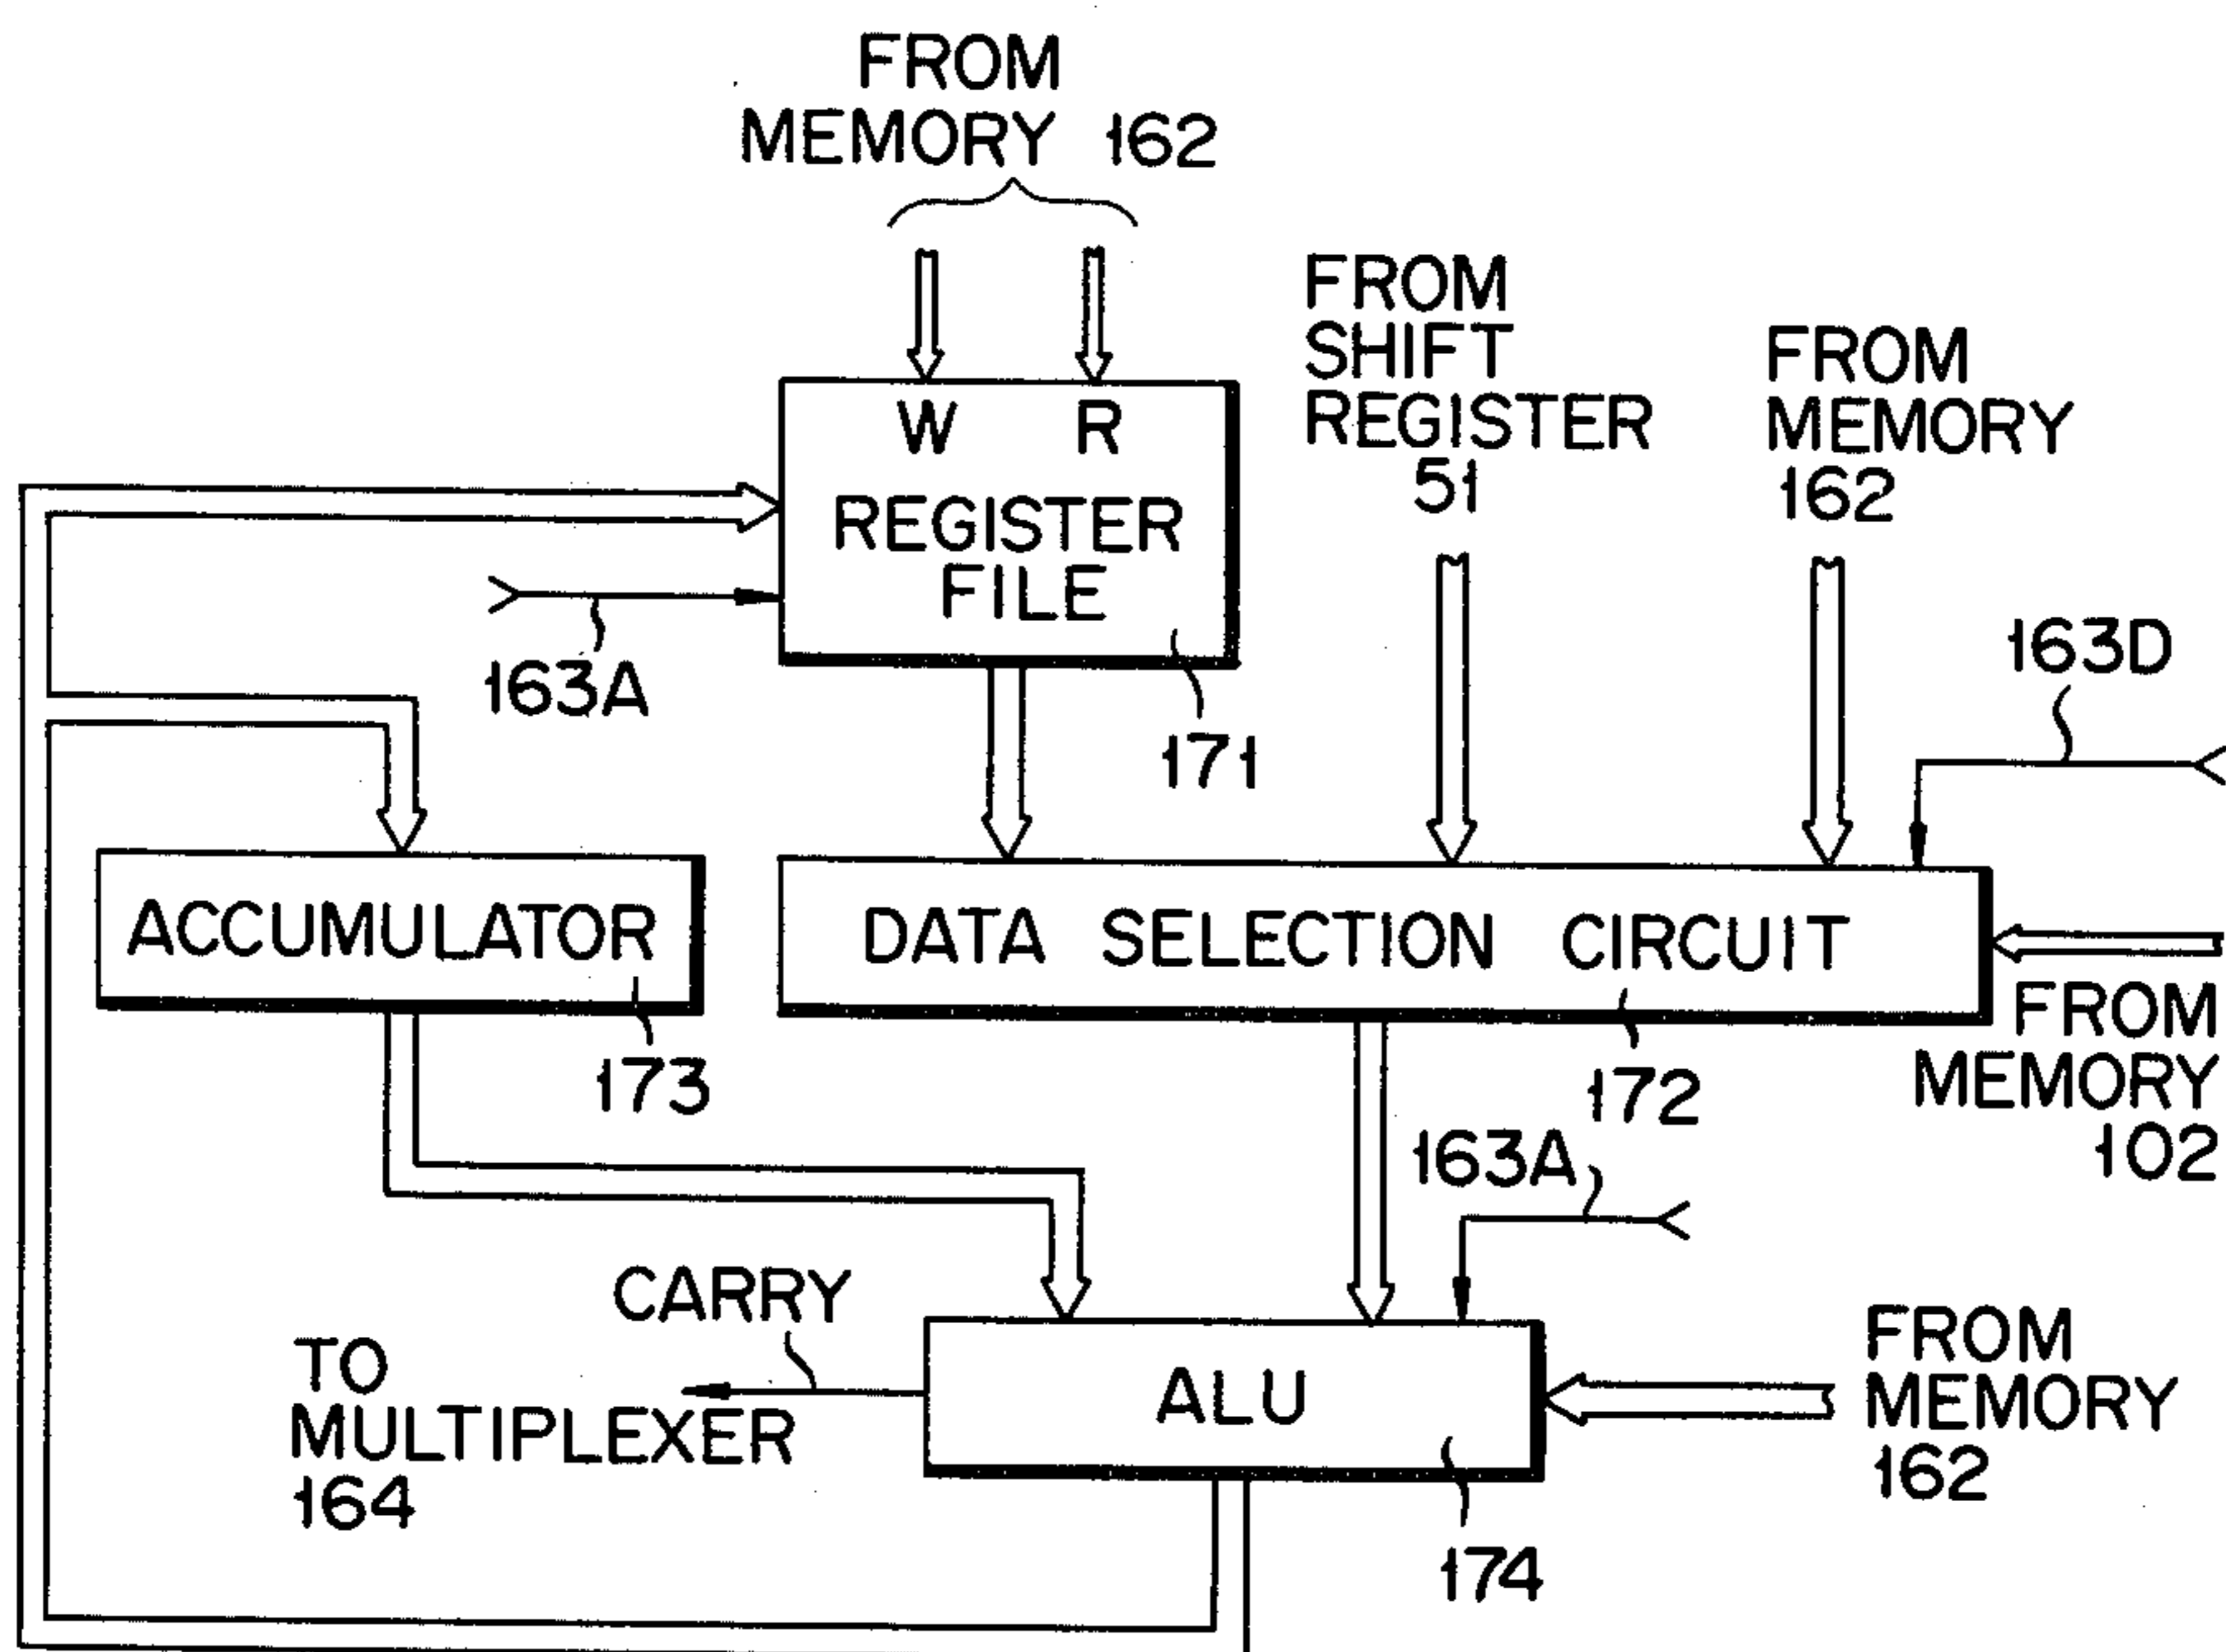 FROM
MEMORY 162
FROM
SHIFT
REGISTER
51
FROM
MEMORY
162
W R
REGISTER
FILE
163A
171
163D
ACCUMULATOR
173
DATA SELECTION CIRCUIT
172
FROM
MEMORY
102
163A
CARRY
TO
MULTIPLEXER
164
ALU
174
FROM
MEMORY
162